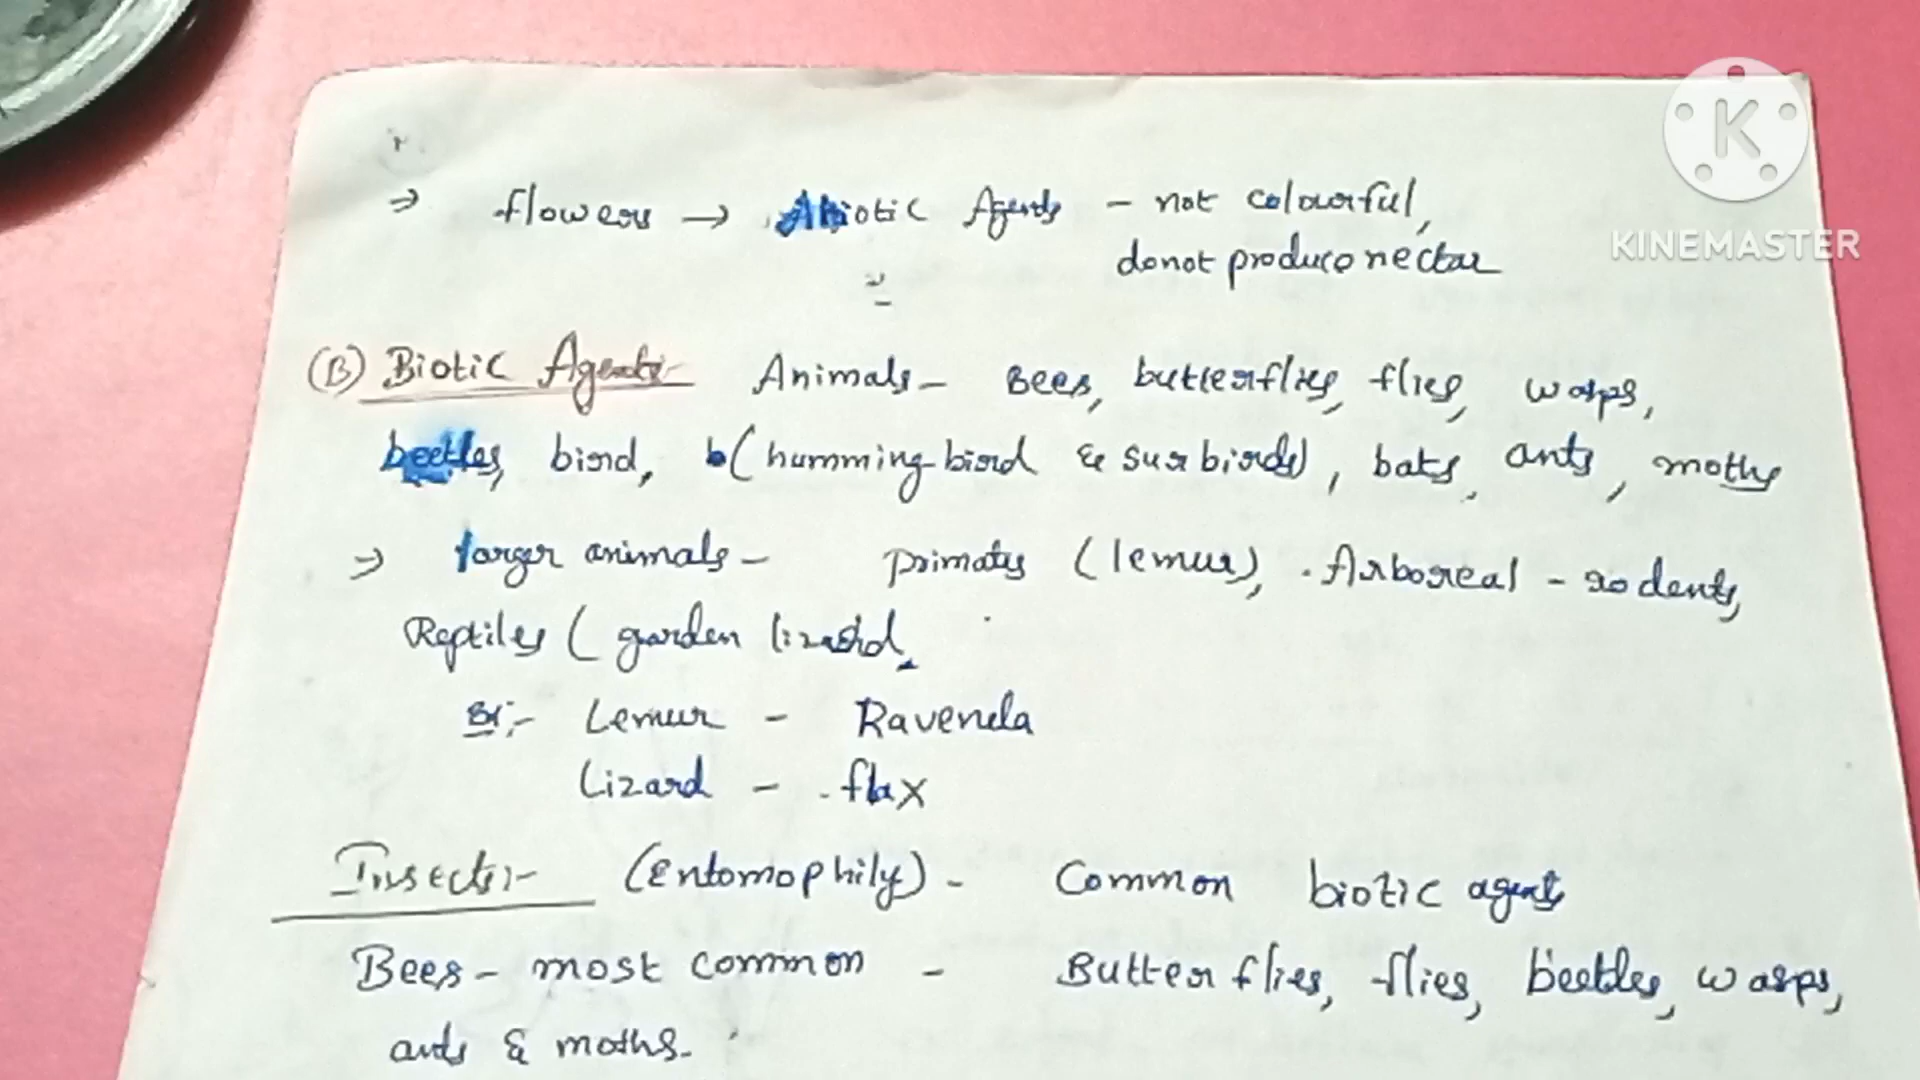 K
KINEMASTER
⇒ flowers → Abiotic Agents - not colourful,
donot produce nectar
(B) Biotic Agents- Animals - Bees, butterflies, flies, wasps,
beetles, bird, b(humming bird & sunbirds), bats, ants, moths
⇒ larger animals - primates (lemur), Arboreal - rodents,
Reptiles (garden lizard,
Ex:- Lemur - Ravenela
Lizard - flax
Insects:- (Entomophily) - Common biotic agent
Bees - most common - Butterflies, flies, beetles, wasps,
ants & moths.